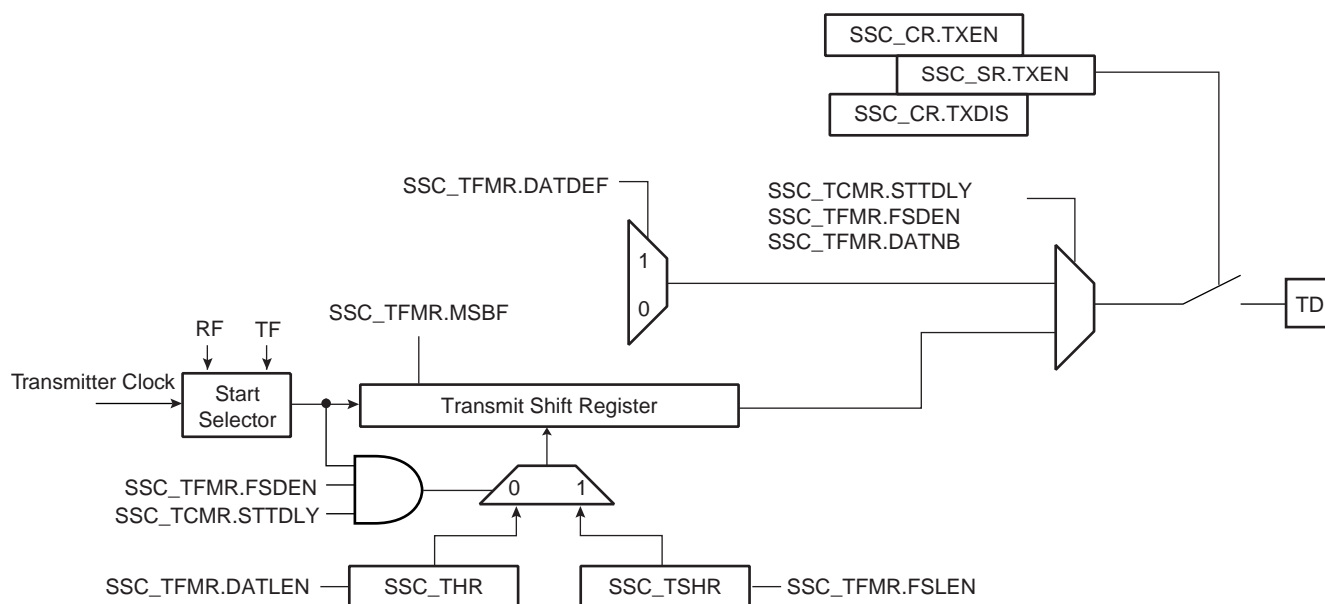 SSC_CR.TXEN
SSC_SR.TXEN
SSC_CR.TXDIS
SSC_TFMR.DATDEF
SSC_TCMR.STTDLY
SSC_TFMR.FSDEN
SSC_TFMR.DATNB
1
0
TD
SSC_TFMR.MSBF
RF
TF
Transmitter Clock
Start
Selector
Transmit Shift Register
SSC_TFMR.FSDEN
SSC_TCMR.STTDLY
0
1
SSC_TFMR.DATLEN
SSC_THR
SSC_TSHR
SSC_TFMR.FSLEN